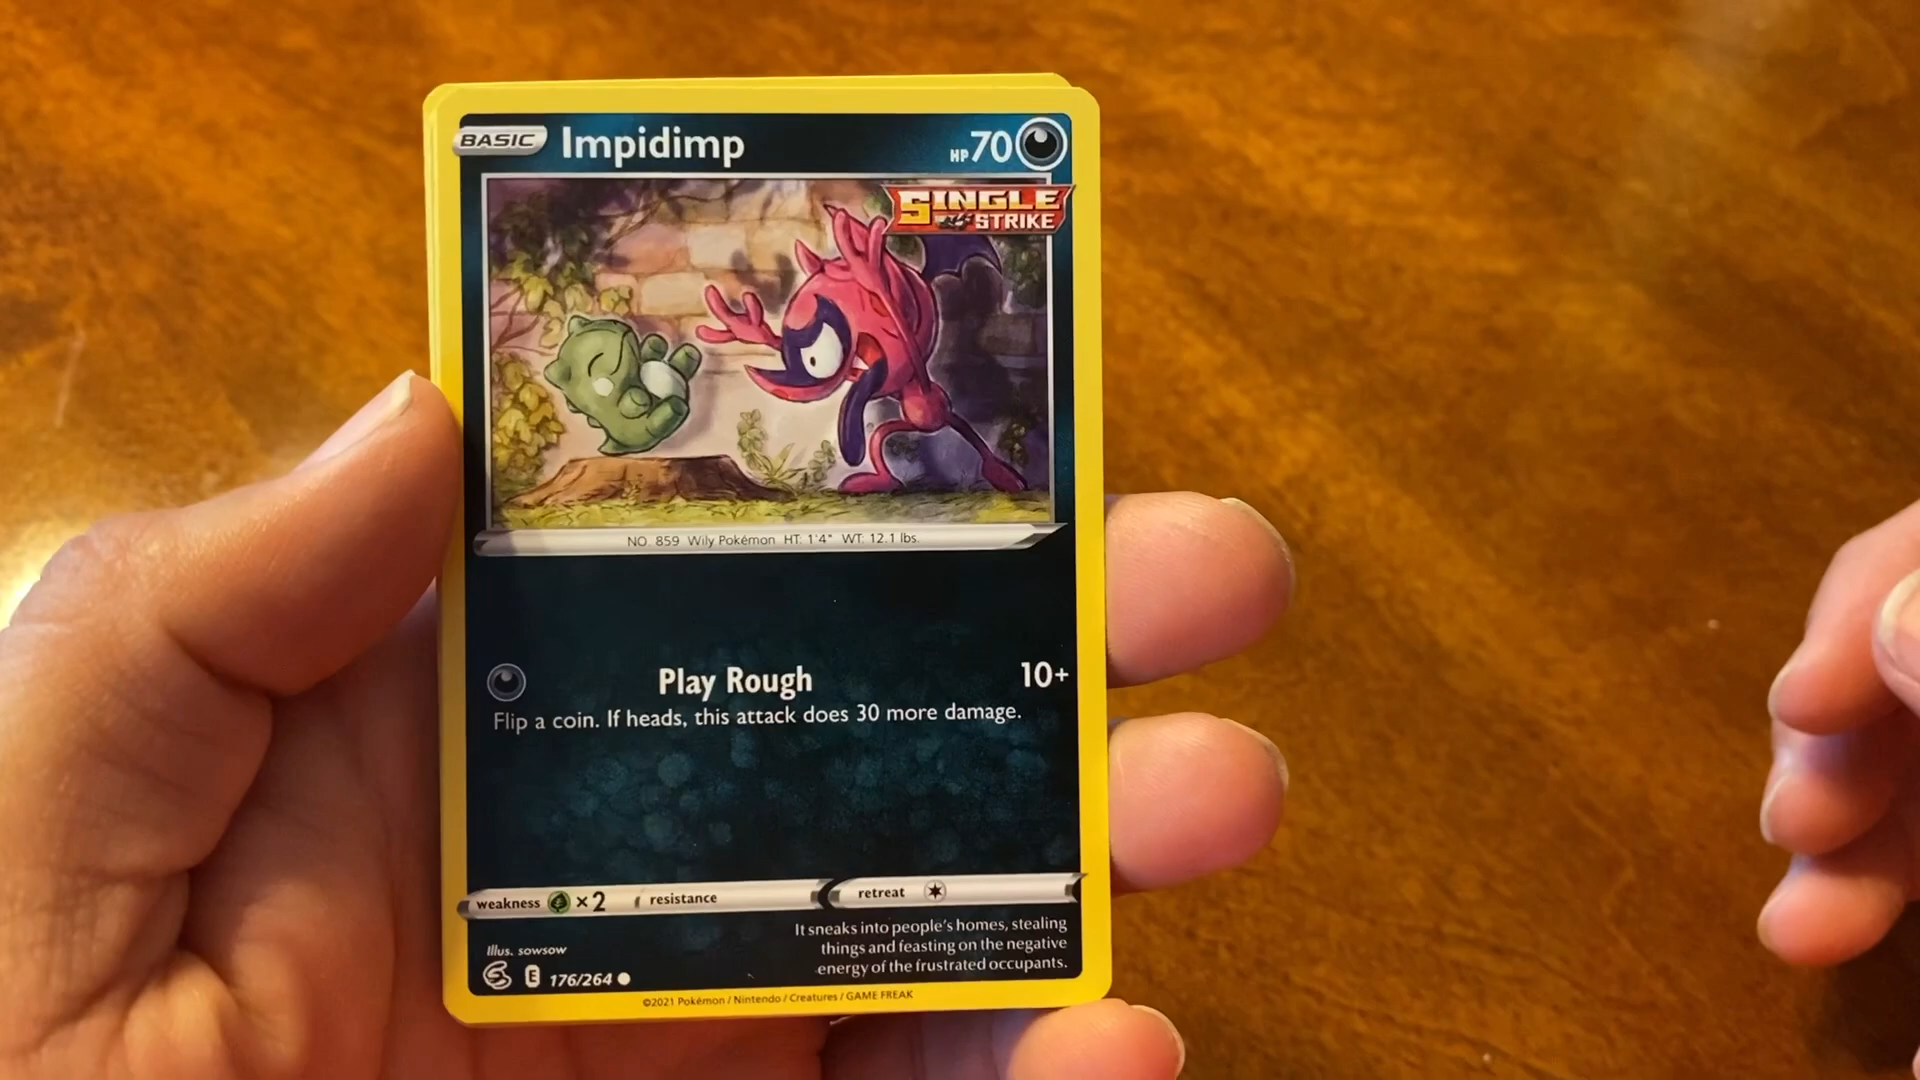 BASIC Impidimp HP 70
SINGLE
STRIKE
NO. 859 Wily Pokémon HT: 1'4" WT: 12.1 lbs.
Play Rough 10+
Flip a coin. If heads, this attack does 30 more damage.
weakness ×2 resistance retreat
It sneaks into people's homes, stealing
things and feasting on the negative
energy of the frustrated occupants.
Illus. sowsow
E 176/264
©2021 Pokémon / Nintendo / Creatures / GAME FREAK